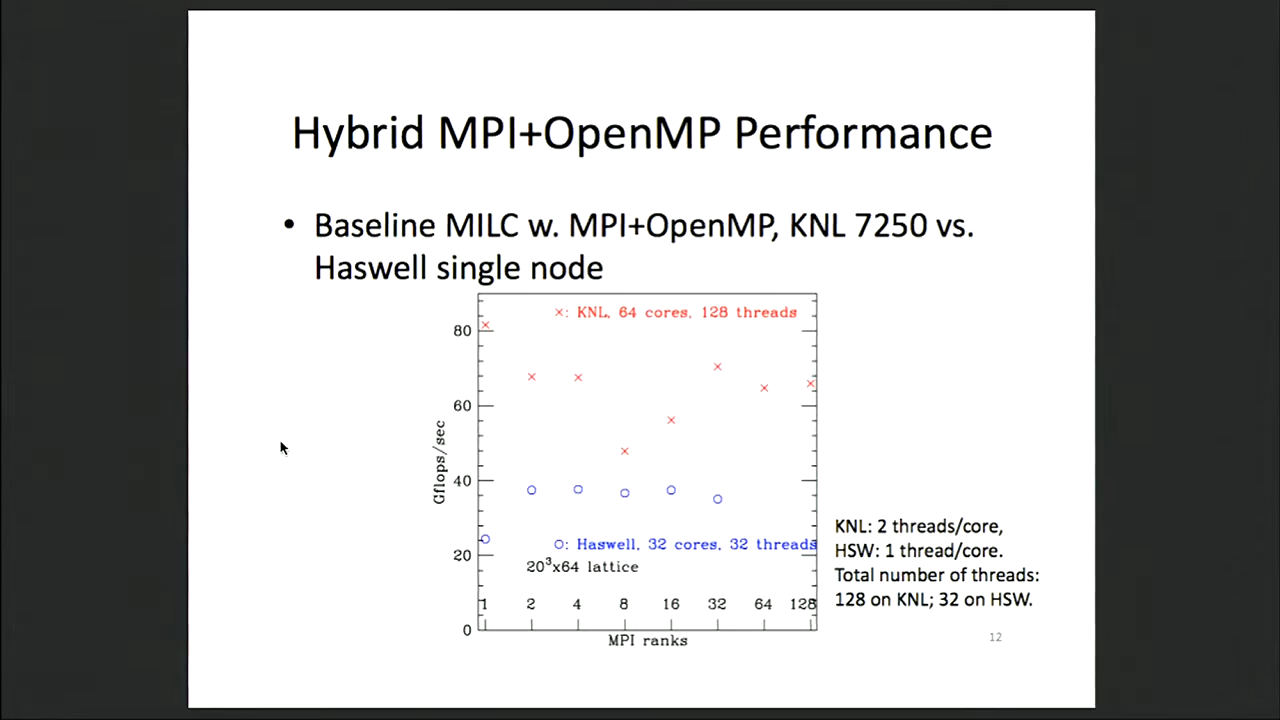 Hybrid MPI+OpenMP Performance
• Baseline MILC w. MPI+OpenMP, KNL 7250 vs.
Haswell single node
×: KNL, 64 cores, 128 threads
80
60
40
20
0
Gflops/sec
○: Haswell, 32 cores, 32 threads
20³x64 lattice
1 2 4 8 16 32 64 128
MPI ranks
KNL: 2 threads/core,
HSW: 1 thread/core.
Total number of threads:
128 on KNL; 32 on HSW.
12